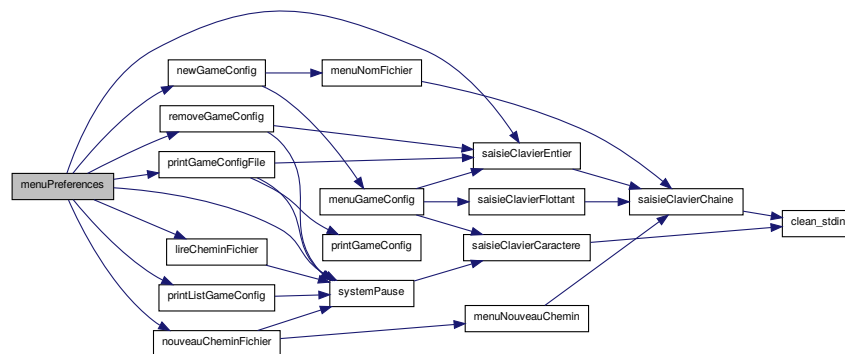 newGameConfig
menuNomFichier
removeGameConfig
saisieClavierEntier
printGameConfigFile
menuPreferences
menuGameConfig
saisieClavierFlottant
saisieClavierChaine
clean_stdin
lireCheminFichier
printGameConfig
saisieClavierCaractere
printListGameConfig
systemPause
menuNouveauChemin
nouveauCheminFichier